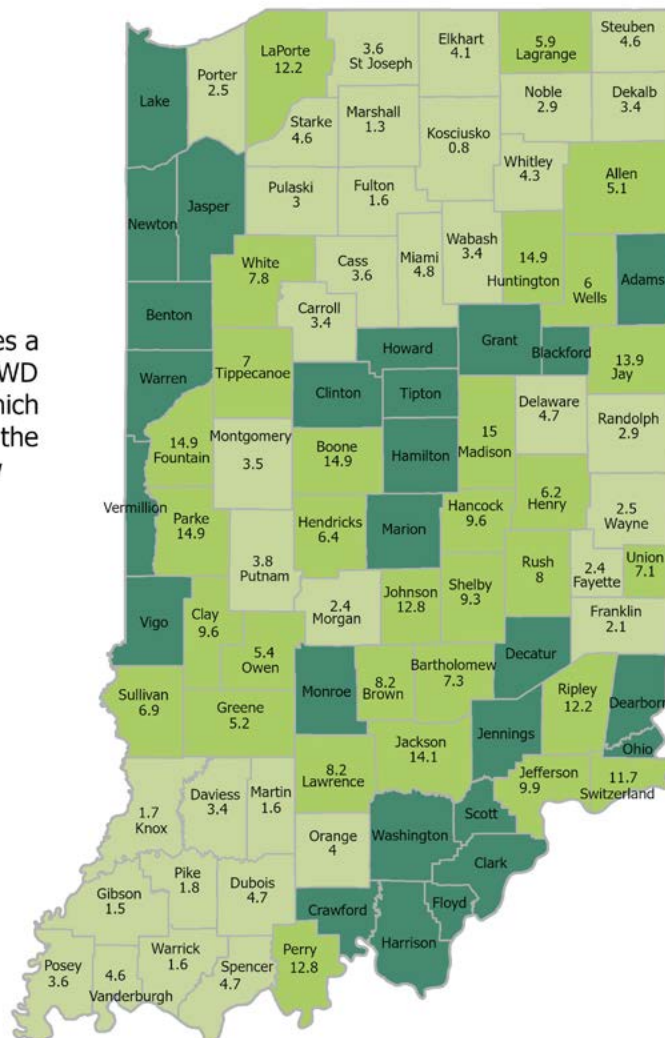 Steuben
4.6
LaPorte
12.2
3.6
St Joseph
Elkhart
4.1
5.9
Lagrange
Porter
2.5
Lake
Noble
2.9
Dekalb
3.4
Starke
4.6
Marshall
1.3
Kosciusko
0.8
Whitley
4.3
Allen
5.1
Pulaski
3
Fulton
1.6
Jasper
Newton
Wabash
3.4
Miami
4.8
Cass
3.6
White
7.8
14.9
Huntington
6
Wells
Adams
Carroll
3.4
Benton
es a
WD
hich
the
Howard
Grant
Blackford
7
Tippecanoe
13.9
Jay
Warren
Clinton
Tipton
Delaware
4.7
Randolph
2.9
14.9
Fountain
Montgomery
3.5
Boone
14.9
Hamilton
15
Madison
Vermillion
Parke
14.9
Hendricks
6.4
Marion
Hancock
9.6
6.2
Henry
2.5
Wayne
3.8
Putnam
Rush
8
2.4
Fayette
Union
7.1
Vigo
Clay
9.6
2.4
Morgan
Johnson
12.8
Shelby
9.3
Franklin
2.1
5.4
Owen
Decatur
Sullivan
6.9
Greene
5.2
Monroe
8.2
Brown
Bartholomew
7.3
Ripley
12.2
Dearborn
Ohio
Jennings
Jackson
14.1
8.2
Lawrence
Jefferson
9.9
11.7
Switzerland
1.7
Knox
Daviess
3.4
Martin
1.6
Orange
4
Washington
Scott
Clark
Gibson
1.5
Pike
1.8
Dubois
4.7
Crawford
Floyd
Harrison
Posey
3.6
4.6
Vanderburgh
Warrick
1.6
Spencer
4.7
Perry
12.8